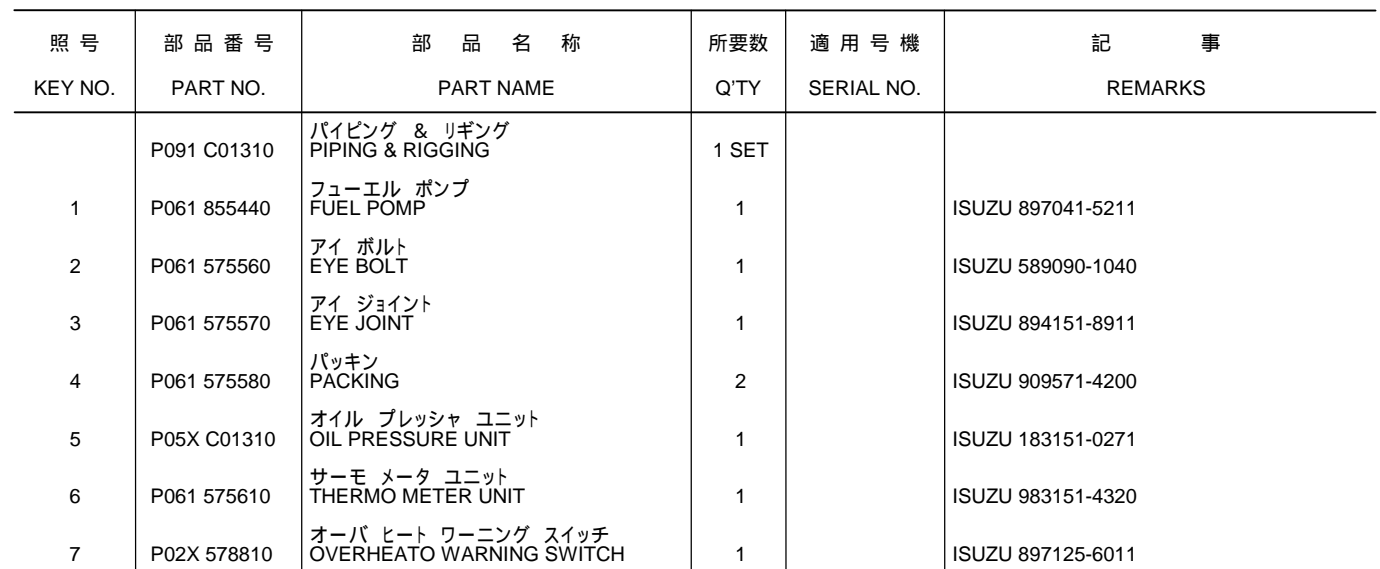 照 号 部 品 番 号 部 品 名 称 所要数 適 用 号 機 記 事
KEY NO. PART NO. PART NAME Q'TY SERIAL NO. REMARKS
パイピング & リギング
P091 C01310 PIPING & RIGGING 1 SET
フューエル ポンプ
1 P061 855440 FUEL POMP 1 ISUZU 897041-5211
アイ ボルト
2 P061 575560 EYE BOLT 1 ISUZU 589090-1040
アイ ジョイント
3 P061 575570 EYE JOINT 1 ISUZU 894151-8911
パッキン
4 P061 575580 PACKING 2 ISUZU 909571-4200
オイル プレッシャ ユニット
5 P05X C01310 OIL PRESSURE UNIT 1 ISUZU 183151-0271
サーモ メータ ユニット
6 P061 575610 THERMO METER UNIT 1 ISUZU 983151-4320
オーバ ヒート ワーニング スイッチ
7 P02X 578810 OVERHEATO WARNING SWITCH 1 ISUZU 897125-6011